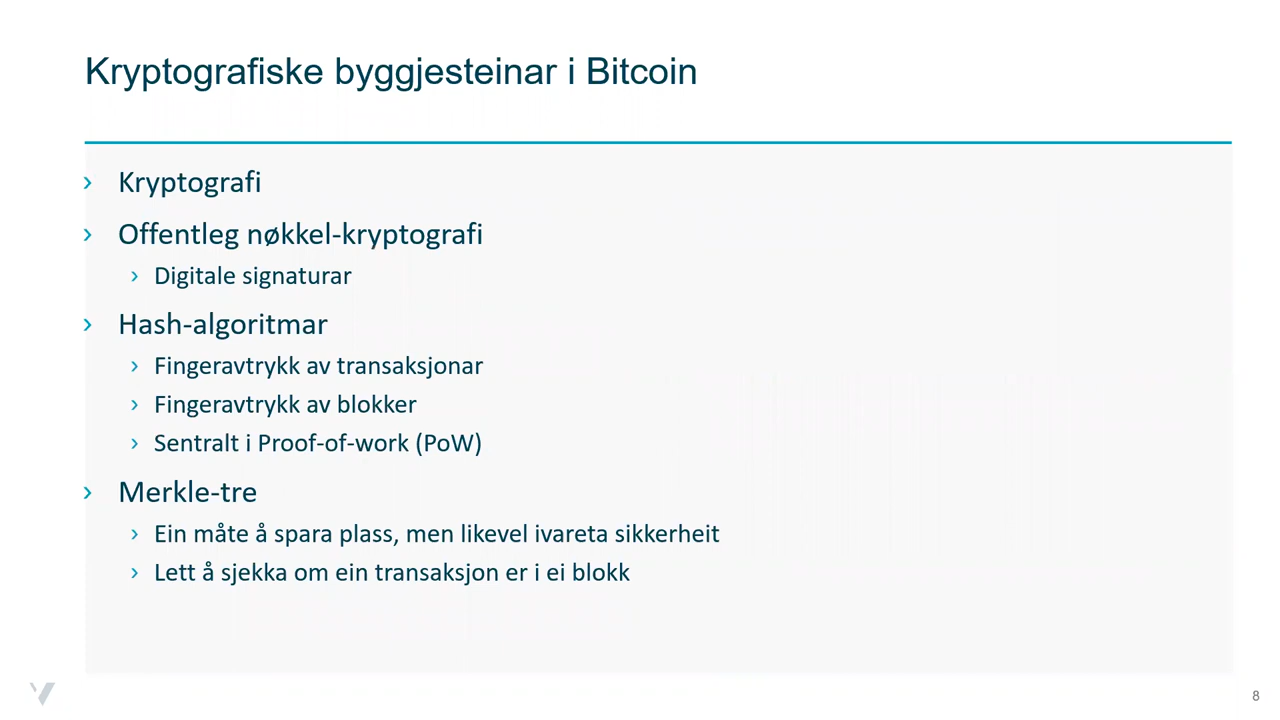 Kryptografiske byggjesteinar i Bitcoin
› Kryptografi
› Offentleg nøkkel-kryptografi
› Digitale signaturar
› Hash-algoritmar
› Fingeravtrykk av transaksjonar
› Fingeravtrykk av blokker
› Sentralt i Proof-of-work (PoW)
› Merkle-tre
› Ein måte å spara plass, men likevel ivareta sikkerheit
› Lett å sjekka om ein transaksjon er i ei blokk
8